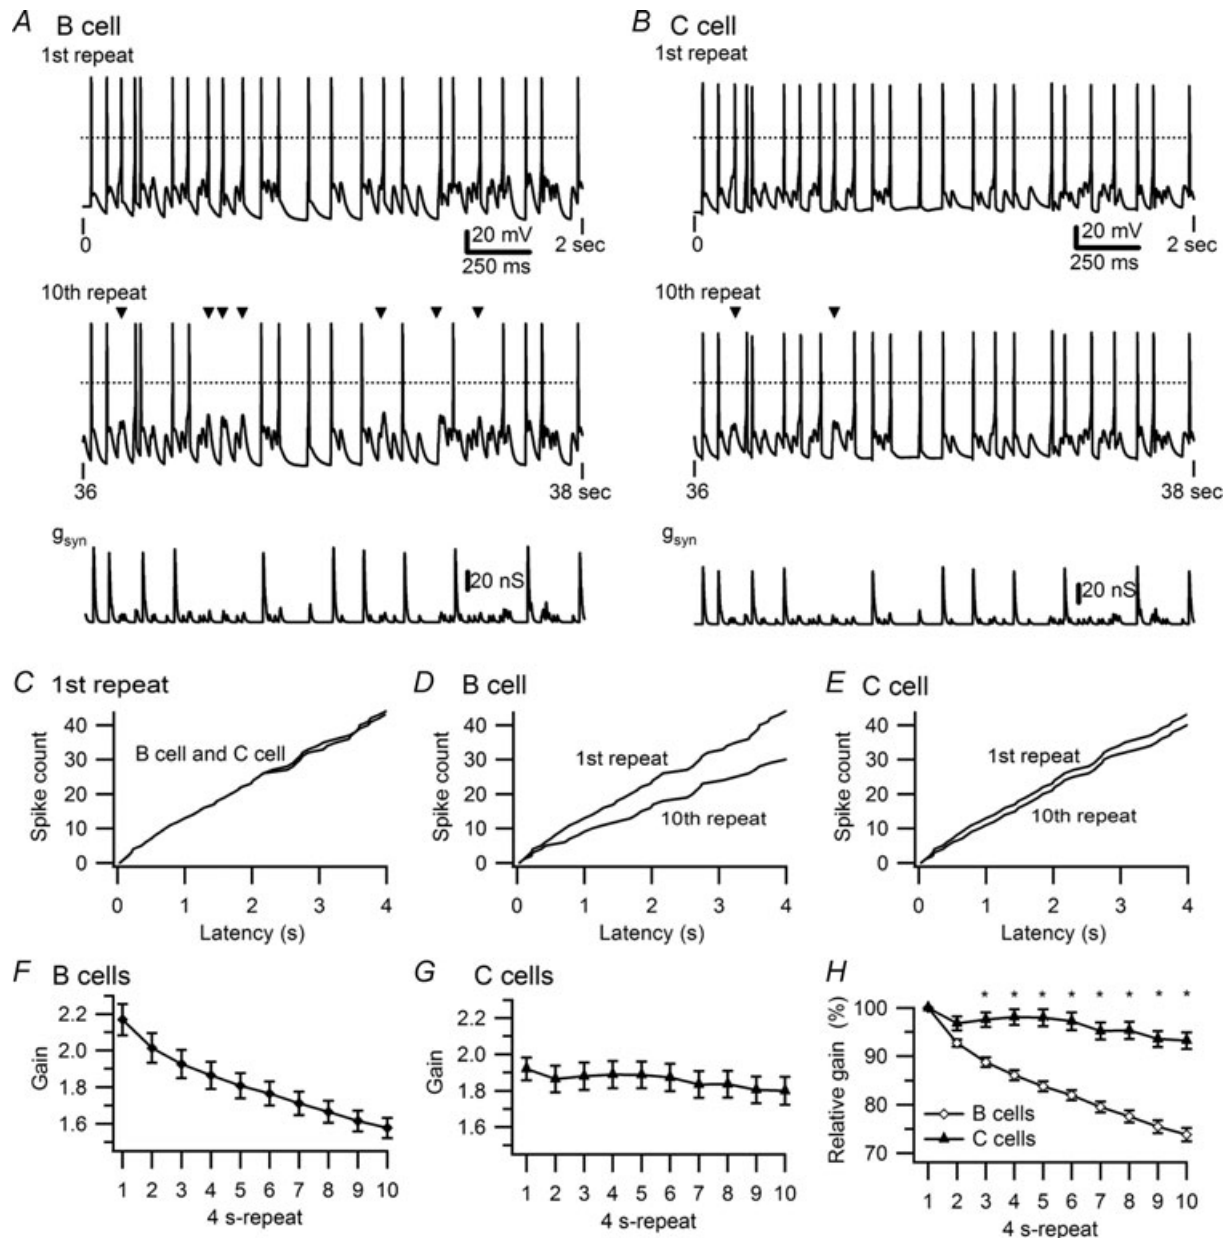 A B cell
1st repeat
0
20 mV
250 ms
2 sec
10th repeat
36
38 sec
gsyn
20 nS
B C cell
1st repeat
0
20 mV
250 ms
2 sec
10th repeat
36
38 sec
gsyn
20 nS
C 1st repeat
Spike count
40
30
20
10
0
B cell and C cell
0 1 2 3 4
Latency (s)
D B cell
Spike count
40
30
20
10
0
1st repeat
10th repeat
0 1 2 3 4
Latency (s)
E C cell
Spike count
40
30
20
10
0
1st repeat
10th repeat
0 1 2 3 4
Latency (s)
F B cells
Gain
2.2
2.0
1.8
1.6
1 2 3 4 5 6 7 8 9 10
4 s-repeat
G C cells
Gain
2.2
2.0
1.8
1.6
1 2 3 4 5 6 7 8 9 10
4 s-repeat
H
* * * * * * * *
Relative gain (%)
100
90
80
70
B cells
C cells
1 2 3 4 5 6 7 8 9 10
4 s-repeat